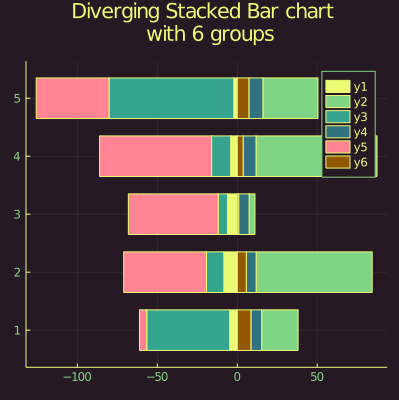 Diverging Stacked Bar chart
with 6 groups
5
4
3
2
1
y1
y2
y3
y4
y5
y6
−100
−50
0
50